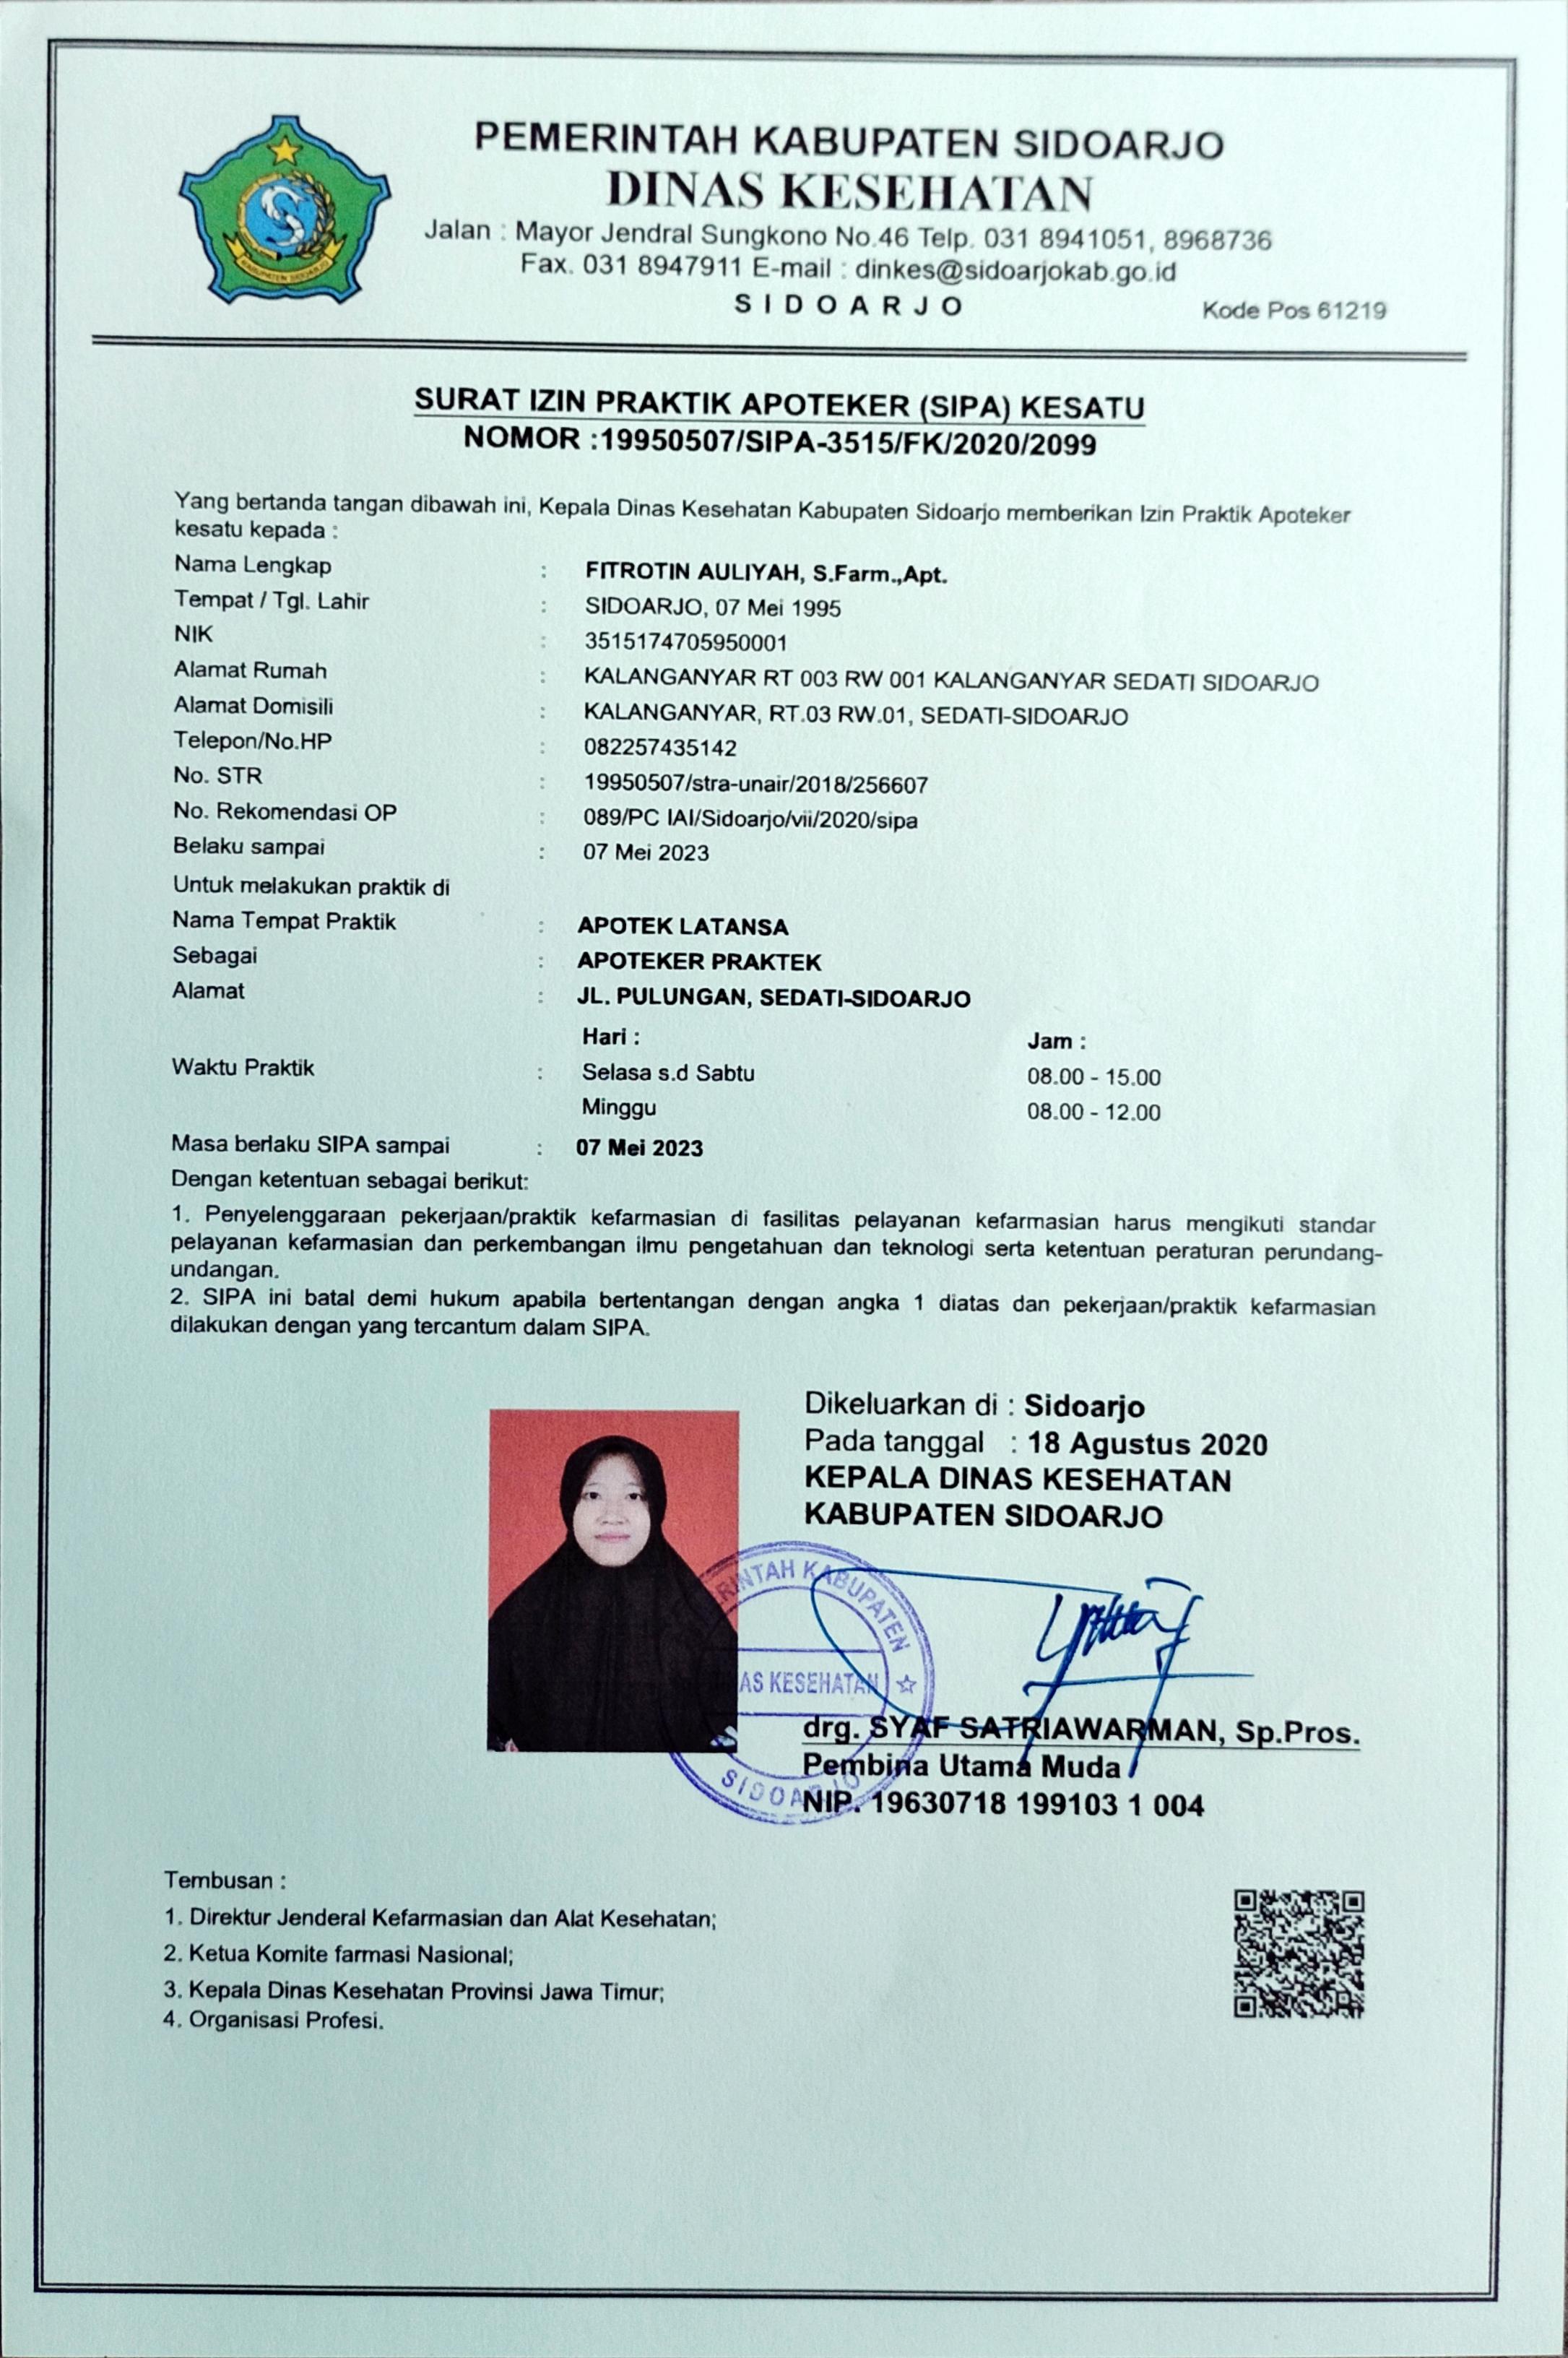 PEMERINTAH KABUPATEN SIDOARJO
DINAS KESEHATAN
Jalan : Mayor Jendral Sungkono No.46 Telp. 031 8941051, 8968736
Fax. 031 8947911 E-mail : dinkes@sidoarjokab.go.id
S I D O A R J O Kode Pos 61219
KABUPATEN SIDOARJO
SURAT IZIN PRAKTIK APOTEKER (SIPA) KESATU
NOMOR :19950507/SIPA-3515/FK/2020/2099
Yang bertanda tangan dibawah ini, Kepala Dinas Kesehatan Kabupaten Sidoarjo memberikan Izin Praktik Apoteker
kesatu kepada :
Nama Lengkap : FITROTIN AULIYAH, S.Farm.,Apt.
Tempat / Tgl. Lahir : SIDOARJO, 07 Mei 1995
NIK : 3515174705950001
Alamat Rumah : KALANGANYAR RT 003 RW 001 KALANGANYAR SEDATI SIDOARJO
Alamat Domisili : KALANGANYAR, RT.03 RW.01, SEDATI-SIDOARJO
Telepon/No.HP : 082257435142
No. STR : 19950507/stra-unair/2018/256607
No. Rekomendasi OP : 089/PC IAI/Sidoarjo/vii/2020/sipa
Belaku sampai : 07 Mei 2023
Untuk melakukan praktik di
Nama Tempat Praktik : APOTEK LATANSA
Sebagai : APOTEKER PRAKTEK
Alamat : JL. PULUNGAN, SEDATI-SIDOARJO
Hari : Jam :
Waktu Praktik : Selasa s.d Sabtu 08.00 - 15.00
Minggu 08.00 - 12.00
Masa berlaku SIPA sampai : 07 Mei 2023
Dengan ketentuan sebagai berikut:
1. Penyelenggaraan pekerjaan/praktik kefarmasian di fasilitas pelayanan kefarmasian harus mengikuti standar
pelayanan kefarmasian dan perkembangan ilmu pengetahuan dan teknologi serta ketentuan peraturan perundang-
undangan.
2. SIPA ini batal demi hukum apabila bertentangan dengan angka 1 diatas dan pekerjaan/praktik kefarmasian
dilakukan dengan yang tercantum dalam SIPA.
Dikeluarkan di : Sidoarjo
Pada tanggal : 18 Agustus 2020
KEPALA DINAS KESEHATAN
KABUPATEN SIDOARJO
RINTAH KABUPATEN
AS KESEHATAN
SIDOARJO
drg. SYAF SATRIAWARMAN, Sp.Pros.
Pembina Utama Muda
NIP. 19630718 199103 1 004
Tembusan :
1. Direktur Jenderal Kefarmasian dan Alat Kesehatan;
2. Ketua Komite farmasi Nasional;
3. Kepala Dinas Kesehatan Provinsi Jawa Timur;
4. Organisasi Profesi.